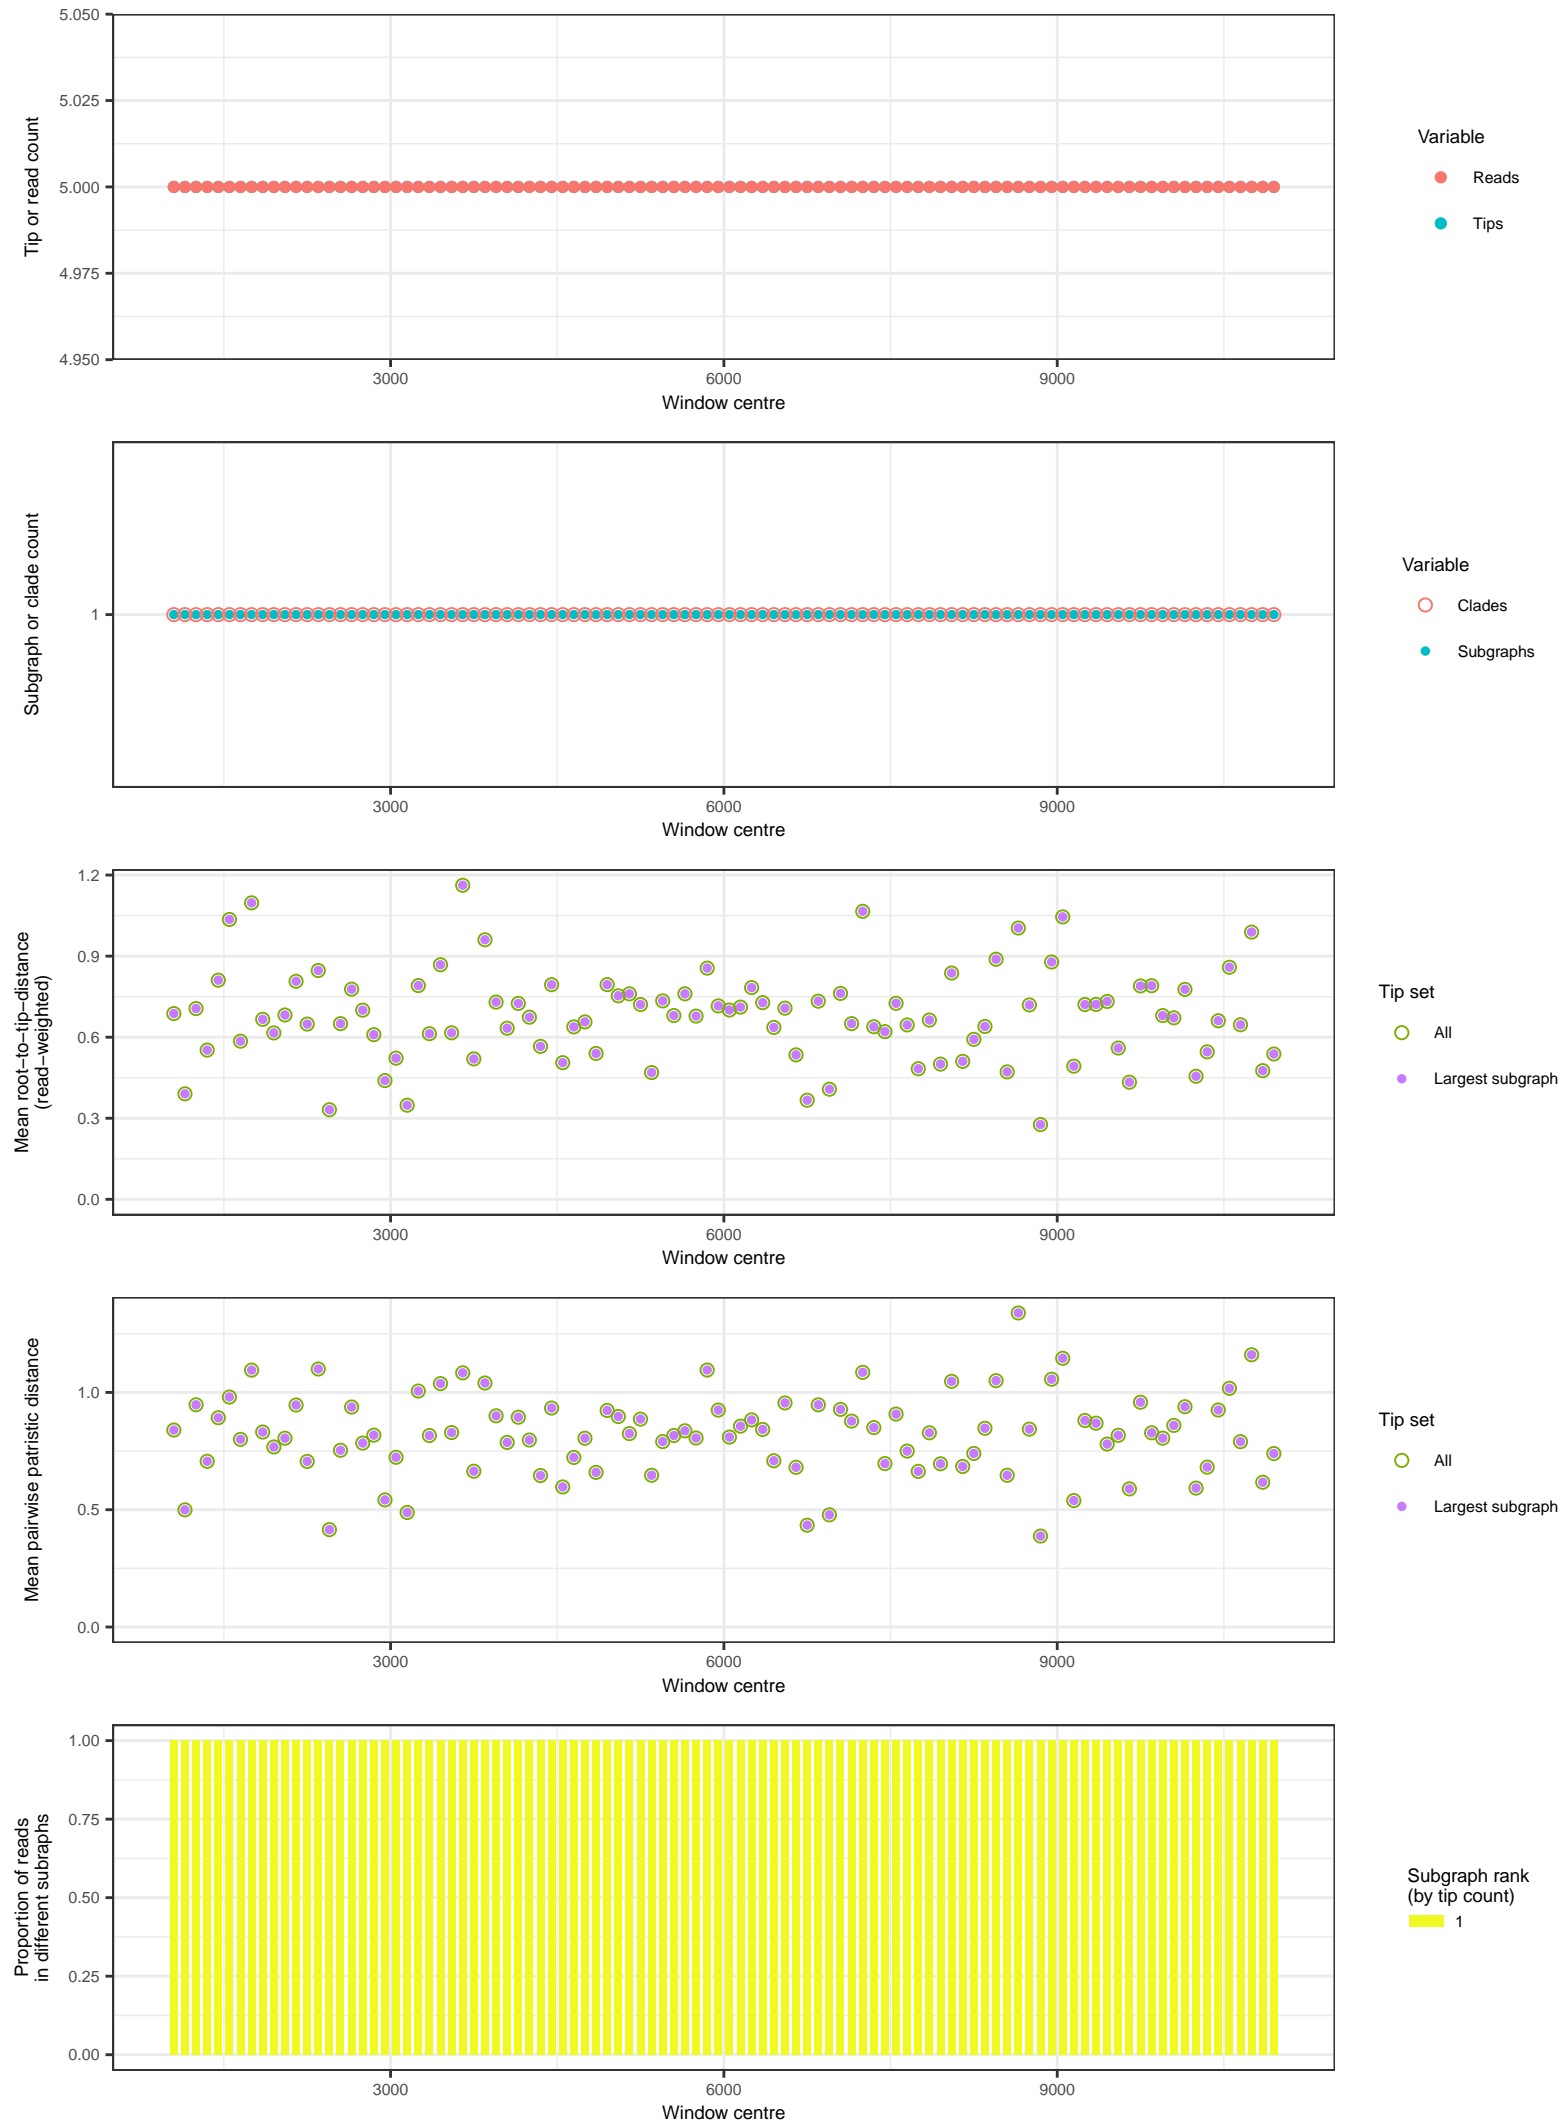 5.050
5.025
5.000
4.975
4.950
Tip or read count
3000
6000
9000
Window centre
Variable
Reads
Tips
1
Subgraph or clade count
3000
6000
9000
Window centre
Variable
Clades
Subgraphs
1.2
0.9
0.6
0.3
0.0
Mean root−to−tip−distance
(read−weighted)
3000
6000
9000
Window centre
Tip set
All
Largest subgraph
1.0
0.5
0.0
Mean pairwise patristic distance
3000
6000
9000
Window centre
Tip set
All
Largest subgraph
1.00
0.75
0.50
0.25
0.00
Proportion of reads
in different subraphs
3000
6000
9000
Window centre
Subgraph rank
(by tip count)
1